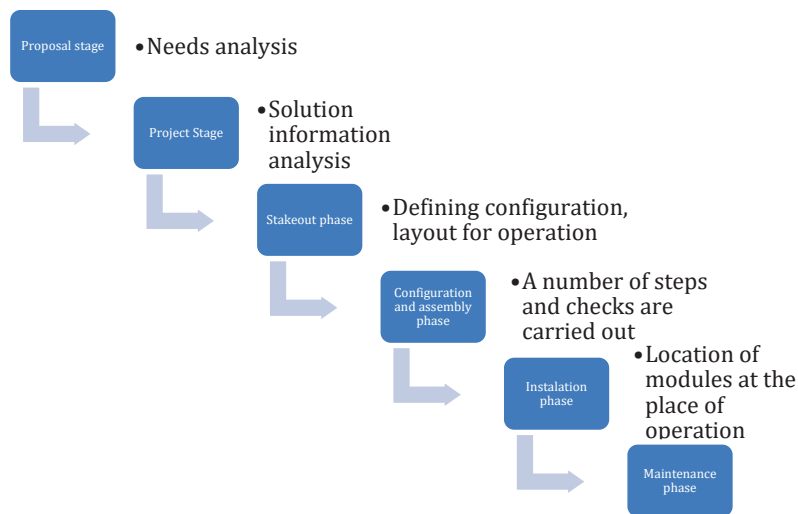 Proposal stage
•Needs analysis
Project Stage
•Solution
information
analysis
Stakeout phase
•Defining configuration,
layout for operation
Configuration
and assembly
phase
•A number of steps
and checks are
carried out
Instalation
phase
•Location of
modules at the
place of
operation
Maintenance
phase